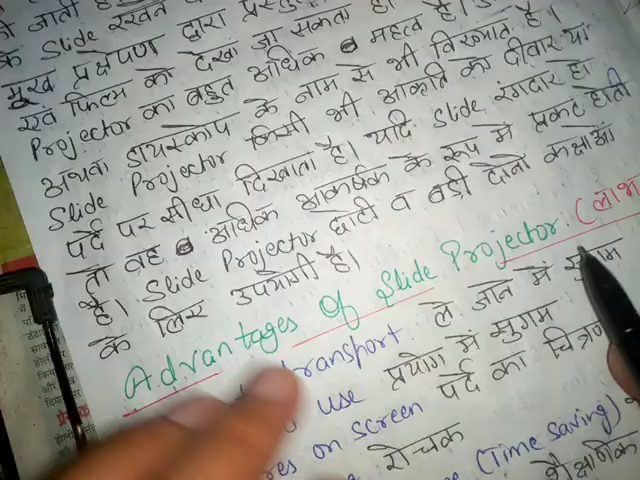 के Slide रखकर
मुख प्रक्षेपण द्वारा प्रस्तुत
एवं फिल्म को देखा जा सकता है।
Projector का बहुत अधिक महत्व है।
अथवा डायस्कोप के नाम से भी विख्यात है।
Slide Projector किसी भी आकृति को दीवार या
पर्दे पर सीधा दिखाता है। यदि Slide रंगदार हो
तो वह अधिक आकर्षक के रूप में प्रकट होती
है। Slide Projector छोटी व बड़ी दोनों कक्षाओं
के लिए उपयोगी है।
Advantages of Slide Projector. (लाभ
transport. ले जाने में सुगम
use प्रयोग में सुगम
on screen पर्दे का चित्रण
रोचक
(Time Saving)
शैक्षणिक